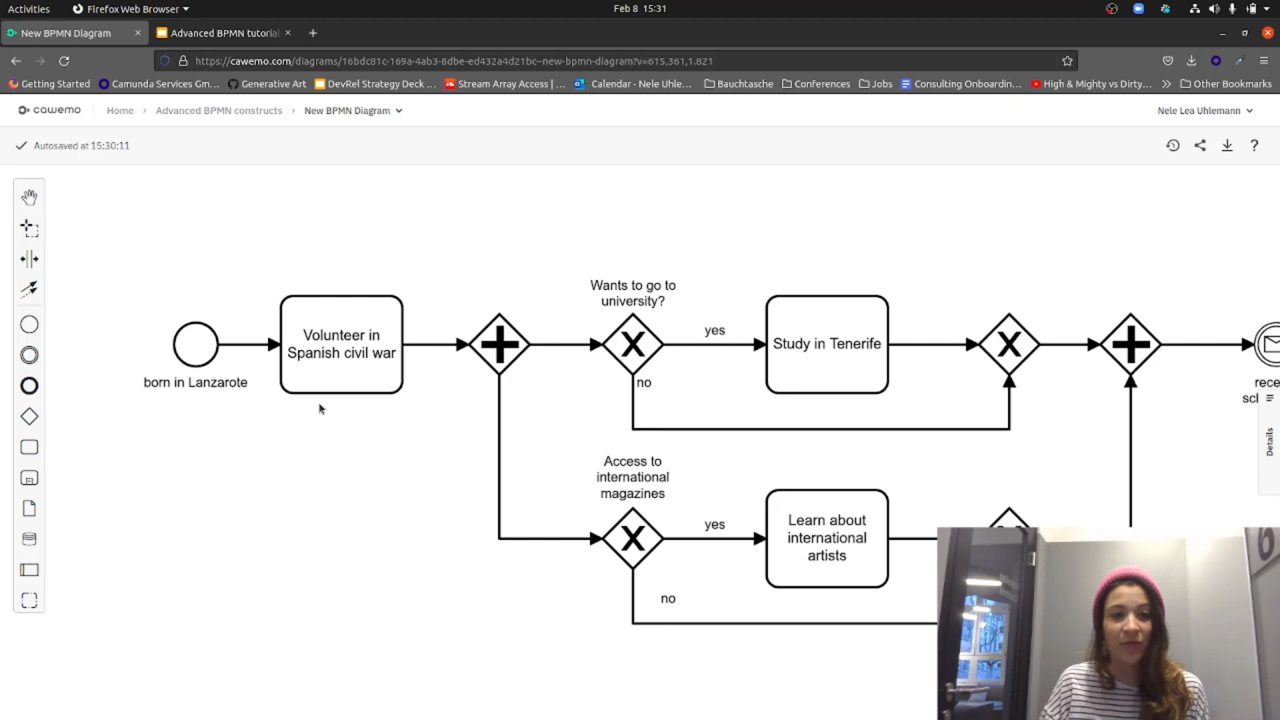 Activities
Firefox Web Browser
Feb 8 15:31
New BPMN Diagram
Advanced BPMN tutorial
https://cawemo.com/diagrams/16bdc81c-169a-4ab3-8dbe-ed432a4d21bc--new-bpmn-diagram?v=615,361,1.821
Getting Started
Camunda Services Gm...
Generative Art
DevRel Strategy Deck ...
Stream Array Access | ...
Calendar - Nele Uhle...
Bauchtasche
Conferences
Jobs
Consulting Onboardin...
High & Mighty vs Dirty...
Other Bookmarks
cawemo
Home
Advanced BPMN constructs
New BPMN Diagram
Nele Lea Uhlemann
Autosaved at 15:30:11
?
Wants to go to
university?
Volunteer in
Spanish civil war
yes
Study in Tenerife
born in Lanzarote
no
rece
sch
Details
Access to
international
magazines
yes
Learn about
international
artists
no
6